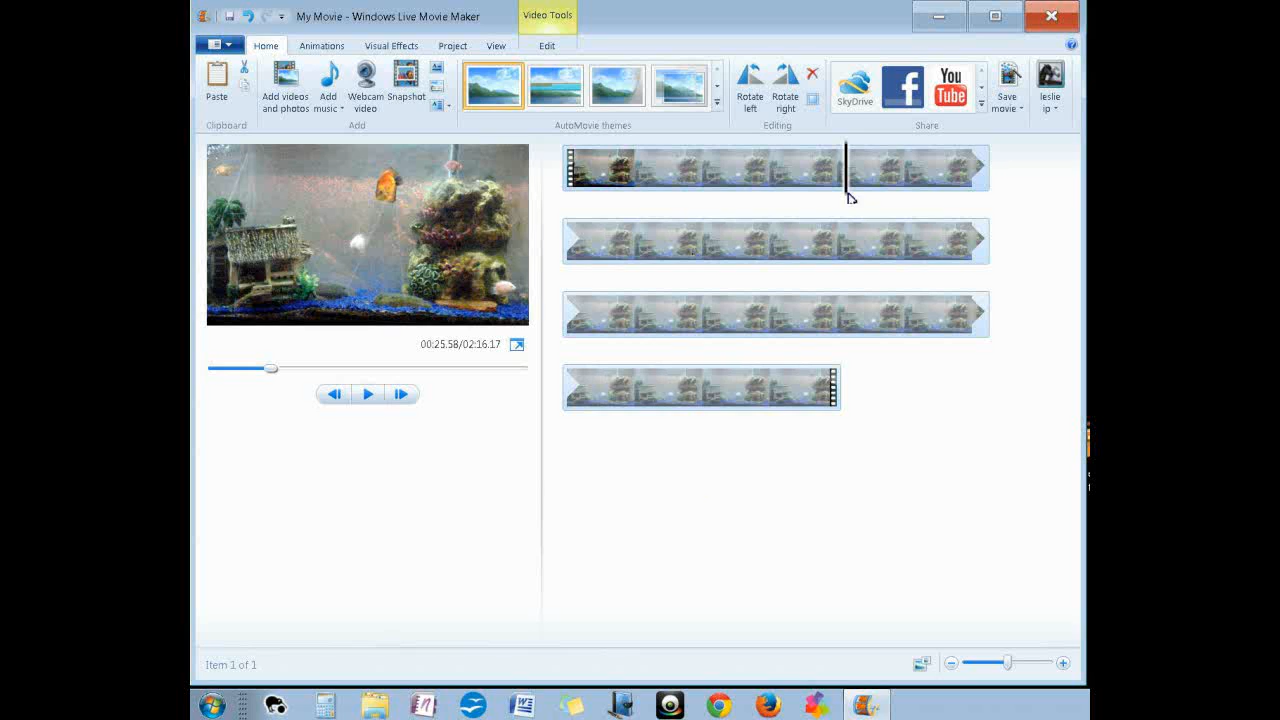 My Movie - Windows Live Movie Maker
Video Tools
Home
Animations
Visual Effects
Project
View
Edit
Paste
Add videos
and photos
Add
music
Webcam
video
Snapshot
Rotate
left
Rotate
right
SkyDrive
f
You
Tube
Save
movie
leslie
ip
Clipboard
Add
AutoMovie themes
Editing
Share
00:25.58/02:16.17
Item 1 of 1